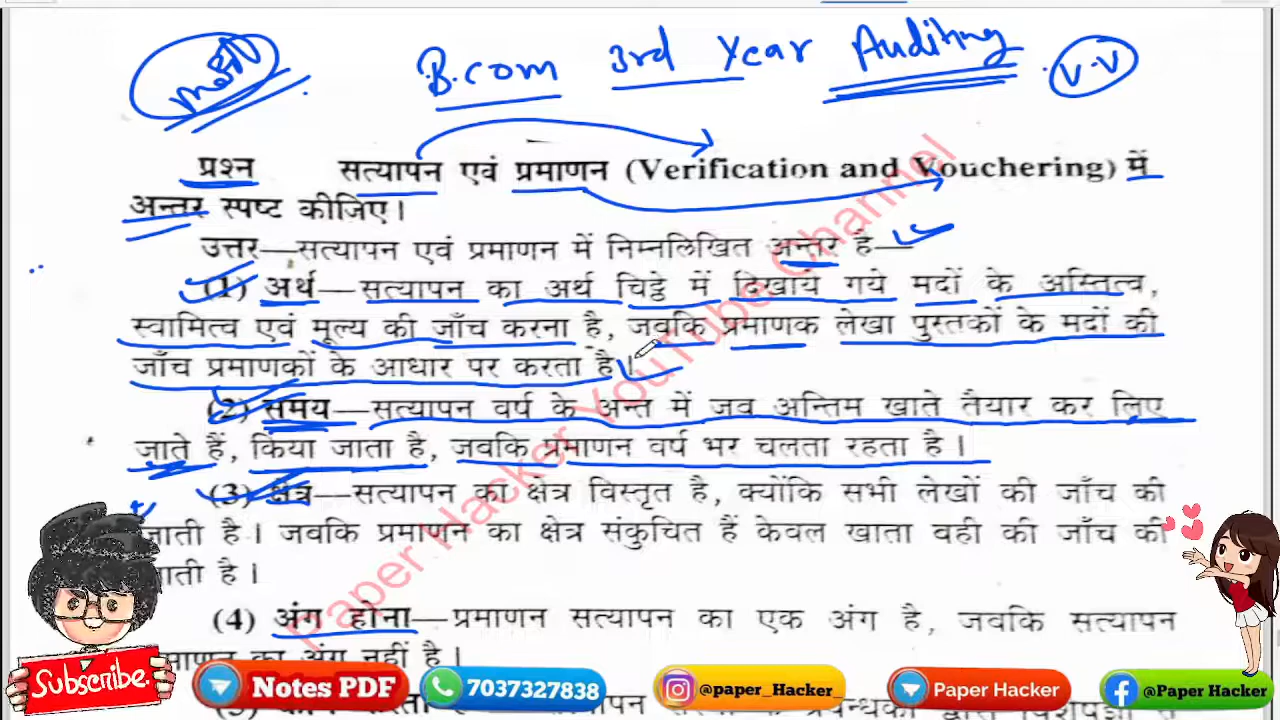 B.com 3rd Year Auditing V.V
प्रश्न सत्यापन एवं प्रमाणन (Verification and Vouchering) में
अन्तर स्पष्ट कीजिए।
उत्तर—सत्यापन एवं प्रमाणन में निम्नलिखित अन्तर है—
(1) अर्थ—सत्यापन का अर्थ चिट्ठे में दिखाये गये मदों के अस्तित्व,
स्वामित्व एवं मूल्य की जाँच करना है, जबकि प्रमाणक लेखा पुस्तकों के मदों की
जाँच प्रमाणकों के आधार पर करता है।
(2) समय—सत्यापन वर्ष के अन्त में जब अन्तिम खाते तैयार कर लिए
जाते हैं, किया जाता है, जबकि प्रमाणन वर्ष भर चलता रहता है।
(3) क्षेत्र—सत्यापन का क्षेत्र विस्तृत है, क्योंकि सभी लेखों की जाँच की
जाती है। जबकि प्रमाणन का क्षेत्र संकुचित हैं केवल खाता वही की जाँच की
जाती है।
(4) अंग होना—प्रमाणन सत्यापन का एक अंग है, जबकि सत्यापन
प्रमाणन का अंग नहीं है।
सत्यापन
Paper Hacker YouTube Channel
Subscribe.
Notes PDF
7037327838
@paper_Hacker_
Paper Hacker
@Paper Hacker